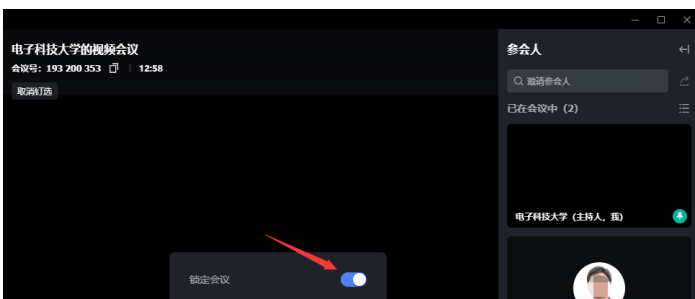 电子科技大学的视频会议
会议号: 193 200 353 12:58
取消钉选
锁定会议
参会人
邀请参会人
已在会议中 (2)
电子科技大学 (主持人, 我)